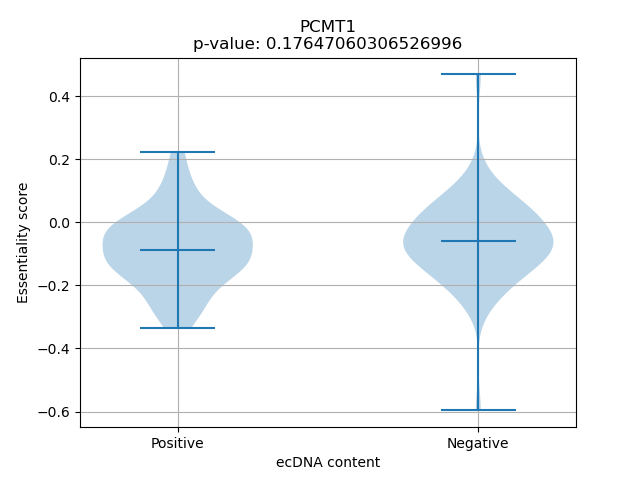 PCMT1
p-value: 0.17647060306526996
Essentiality score
0.4
0.2
0.0
−0.2
−0.4
−0.6
Positive
Negative
ecDNA content